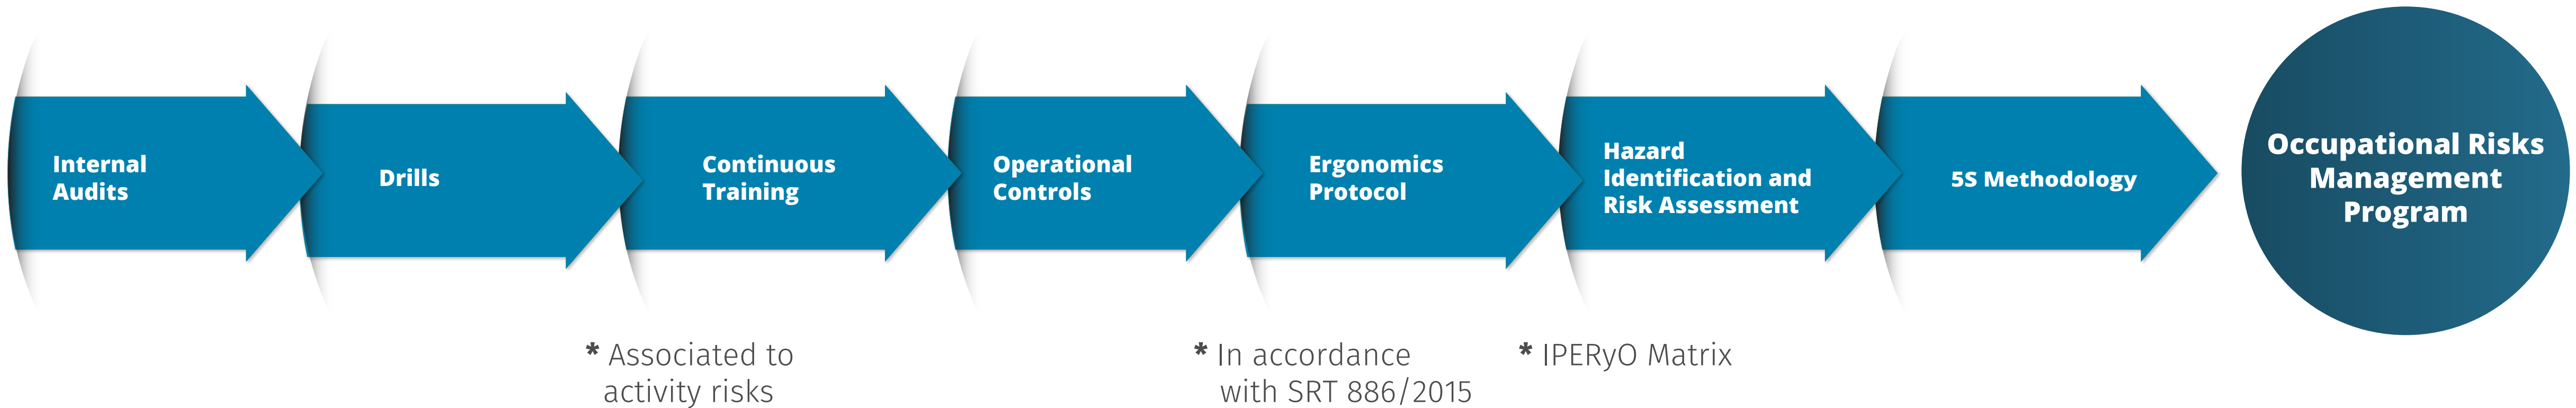 Internal
Audits
Drills
Continuous
Training
Operational
Controls
Ergonomics
Protocol
Hazard
Identification and
Risk Assessment
5S Methodology
Occupational Risks
Management
Program
* Associated to
activity risks
* In accordance
with SRT 886/2015
* IPERyO Matrix